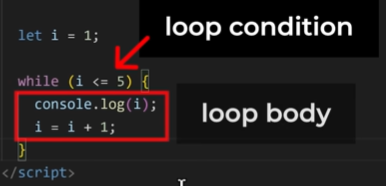 loop condition
let i = 1;
while (i <= 5) {
console.log(i);
i = i + 1;
loop body
}
</script>